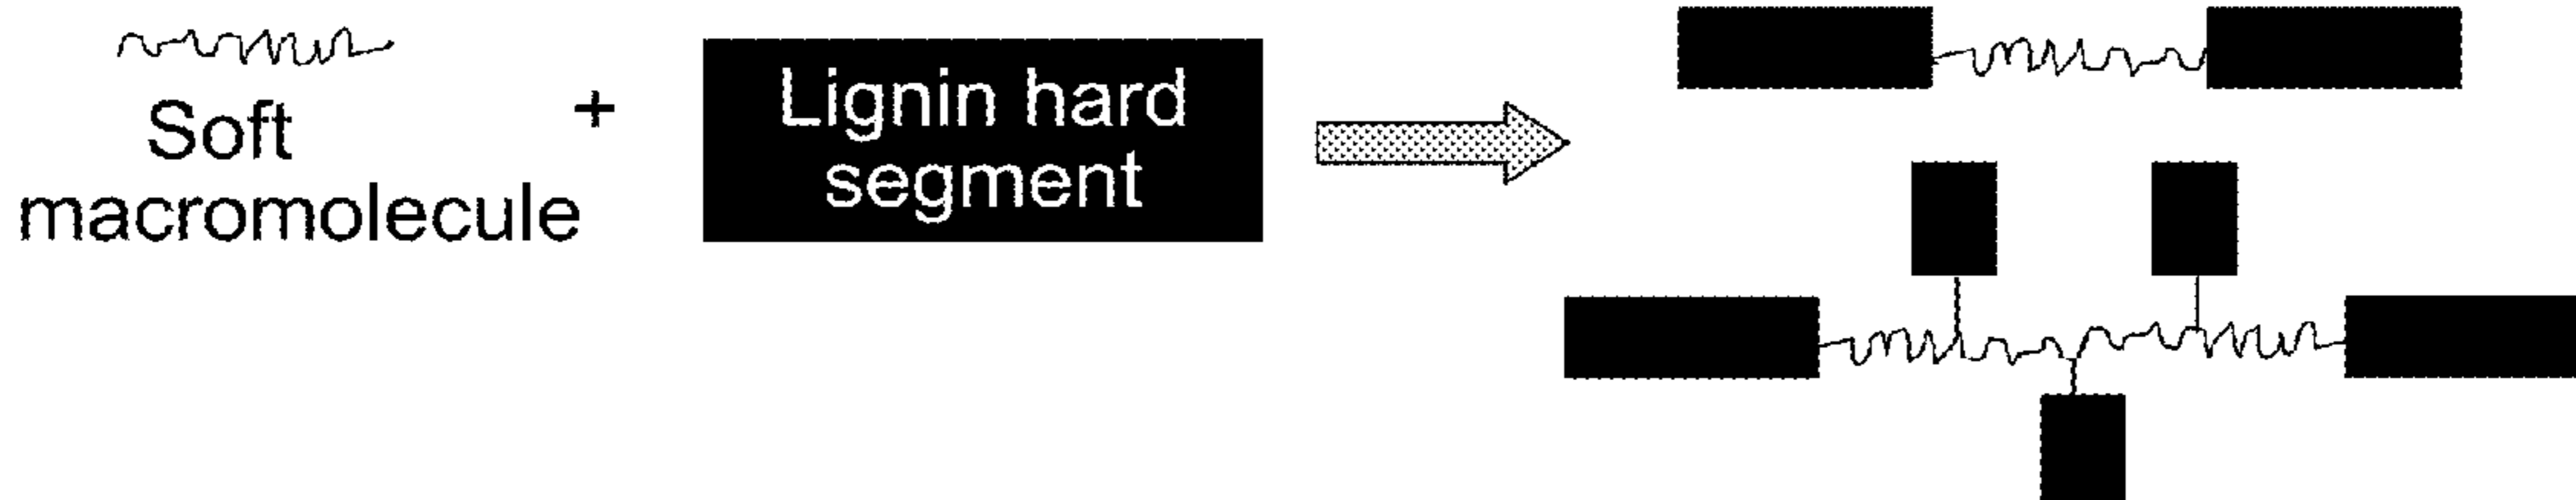 Soft
macromolecule
+
Lignin hard
segment